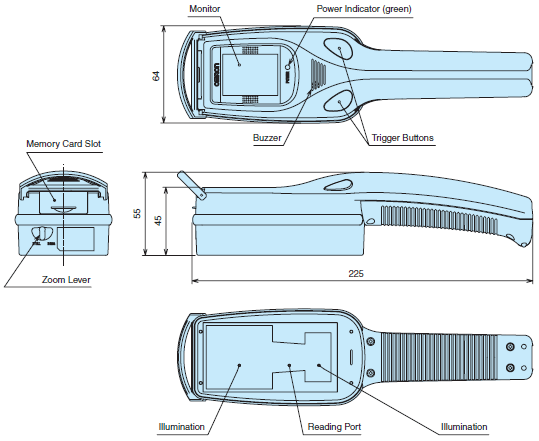 Monitor
Power Indicator (green)
64
POWER
Buzzer
Trigger Buttons
Memory Card Slot
55
45
Zoom Lever
225
Illumination
Reading Port
Illumination